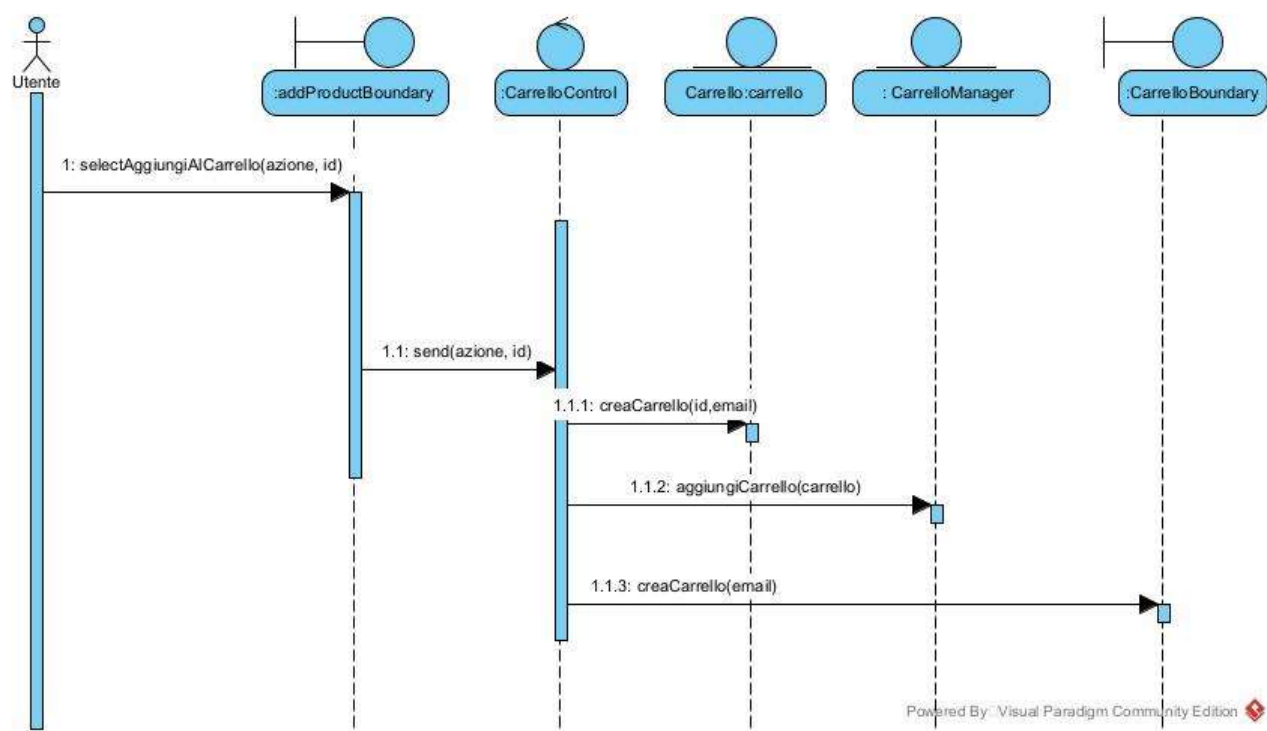 Utente
:addProductBoundary
:CarrelloControl
Carrello:carrello
: CarrelloManager
:CarrelloBoundary
1: selectAggiungiAlCarrello(azione, id)
1.1: send(azione, id)
1.1.1: creaCarrello(id,email)
1.1.2: aggiungiCarrello(carrello)
1.1.3: creaCarrello(email)
Powered By Visual Paradigm Community Edition